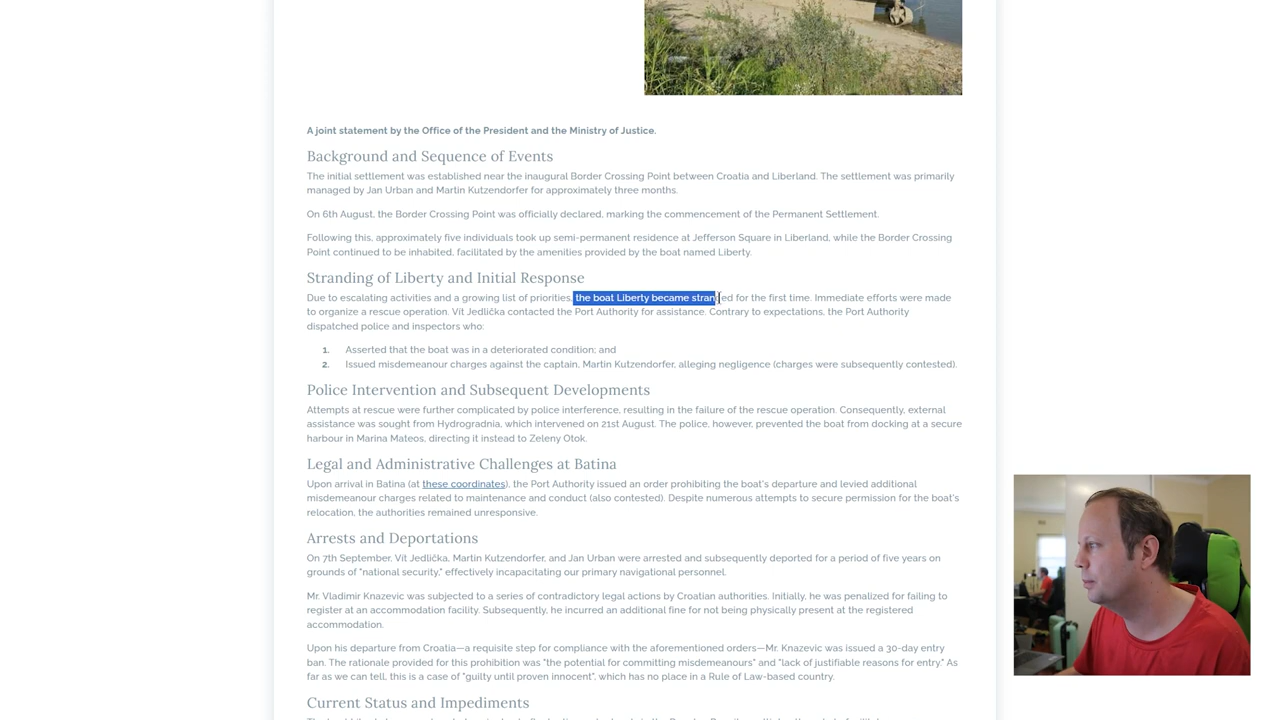 A joint statement by the Office of the President and the Ministry of Justice.
Background and Sequence of Events
The initial settlement was established near the inaugural Border Crossing Point between Croatia and Liberland. The settlement was primarily
managed by Jan Urban and Martin Kutzendorfer for approximately three months.
On 6th August, the Border Crossing Point was officially declared, marking the commencement of the Permanent Settlement.
Following this, approximately five individuals took up semi-permanent residence at Jefferson Square in Liberland, while the Border Crossing
Point continued to be inhabited, facilitated by the amenities provided by the boat named Liberty.
Stranding of Liberty and Initial Response
Due to escalating activities and a growing list of priorities, the boat Liberty became stranded for the first time. Immediate efforts were made
to organize a rescue operation. Vít Jedlička contacted the Port Authority for assistance. Contrary to expectations, the Port Authority
dispatched police and inspectors who:
1. Asserted that the boat was in a deteriorated condition; and
2. Issued misdemeanour charges against the captain, Martin Kutzendorfer, alleging negligence (charges were subsequently contested).
Police Intervention and Subsequent Developments
Attempts at rescue were further complicated by police interference, resulting in the failure of the rescue operation. Consequently, external
assistance was sought from Hydrogradnia, which intervened on 21st August. The police, however, prevented the boat from docking at a secure
harbour in Marina Mateos, directing it instead to Zeleny Otok.
Legal and Administrative Challenges at Batina
Upon arrival in Batina (at these coordinates), the Port Authority issued an order prohibiting the boat's departure and levied additional
misdemeanour charges related to maintenance and conduct (also contested). Despite numerous attempts to secure permission for the boat's
relocation, the authorities remained unresponsive.
Arrests and Deportations
On 7th September, Vít Jedlička, Martin Kutzendorfer, and Jan Urban were arrested and subsequently deported for a period of five years on
grounds of "national security," effectively incapacitating our primary navigational personnel.
Mr. Vladimir Knazevic was subjected to a series of contradictory legal actions by Croatian authorities. Initially, he was penalized for failing to
register at an accommodation facility. Subsequently, he incurred an additional fine for not being physically present at the registered
accommodation.
Upon his departure from Croatia—a requisite step for compliance with the aforementioned orders—Mr. Knazevic was issued a 30-day entry
ban. The rationale provided for this prohibition was "the potential for committing misdemeanours" and "lack of justifiable reasons for entry." As
far as we can tell, this is a case of "guilty until proven innocent", which has no place in a Rule of Law-based country.
Current Status and Impediments